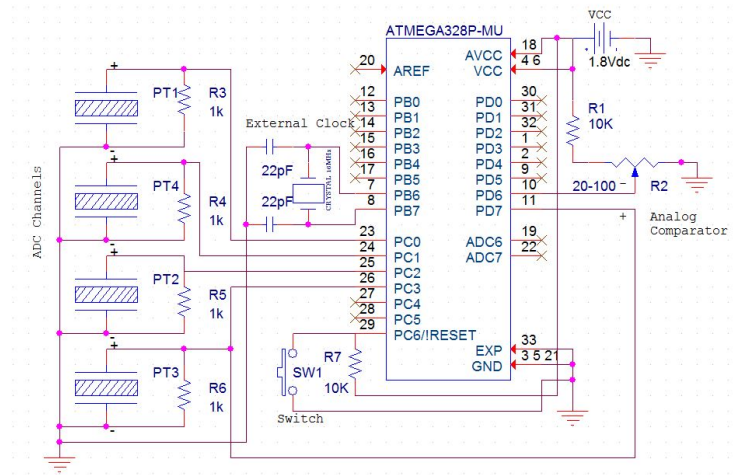 ATMEGA328P-MU
VCC
1.8Vdc
20 AREF
AVCC 18
VCC 4 6
12 PB0
13 PB1
14 PB2
15 PB3
16 PB4
17 PB5
7 PB6
8 PB7
PD0 30
PD1 31
PD2 32
PD3 1
PD4 2
PD5 9
PD6 10
PD7 11
23 PC0
24 PC1
25 PC2
26 PC3
27 PC4
28 PC5
29 PC6/!RESET
ADC6 19
ADC7 22
EXP 33
GND 3 5 21
ADC Channels
+ PT1 R3
1k
-
+ PT4 R4
1k
-
+ PT2 R5
1k
-
+ PT3 R6
1k
-
External Clock
22pF
22pF
CRYSTAL 16MHz
R1
10K
20-100 - R2
+ Analog
Comparator
R7
10K
SW1
Switch